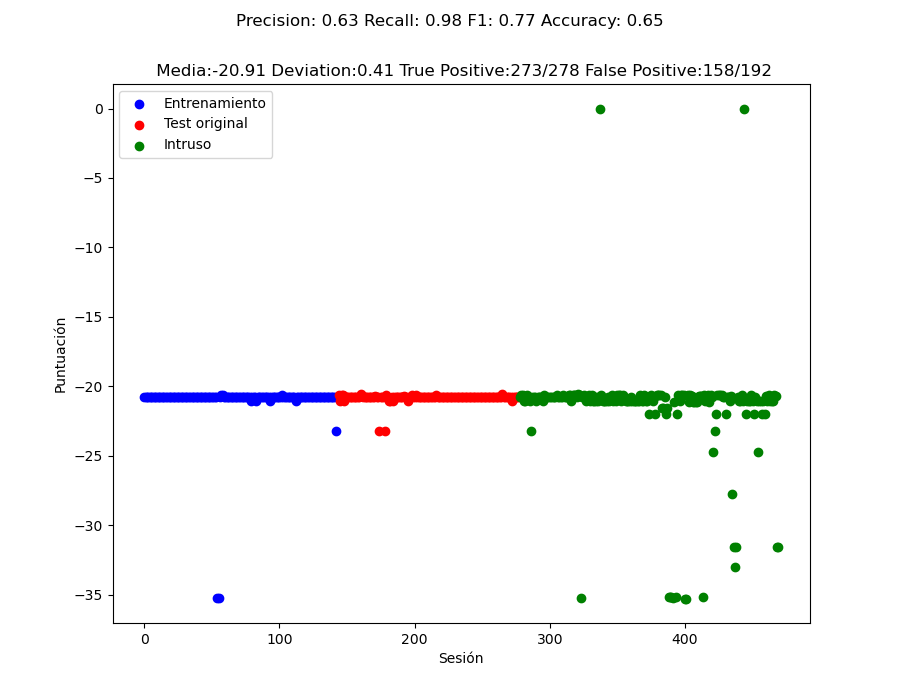 Precision: 0.63 Recall: 0.98 F1: 0.77 Accuracy: 0.65
Media:-20.91 Deviation:0.41 True Positive:273/278 False Positive:158/192
Entrenamiento
Test original
Intruso
Puntuación
0
−5
−10
−15
−20
−25
−30
−35
0 100 200 300 400
Sesión